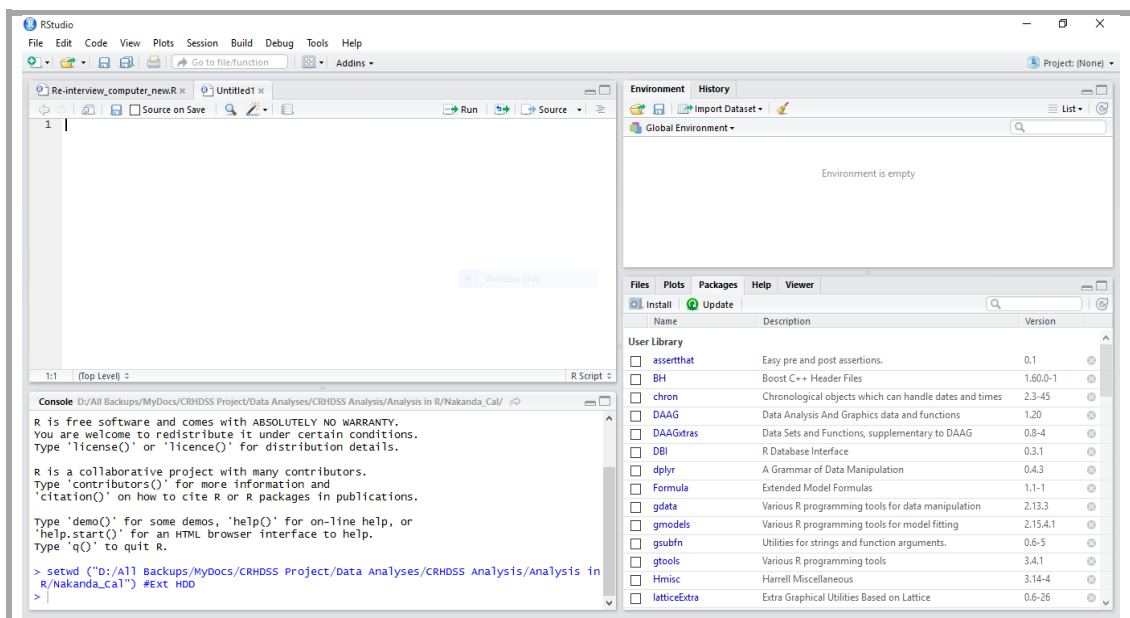 RStudio
File Edit Code View Plots Session Build Debug Tools Help
Go to file/function Addins Project: (None)
Re-interview_computer_new.R Untitled1
Source on Save Run Source
1
Window Snip
1:1 (Top Level) R Script
Console D:/All Backups/MyDocs/CRHDSS Project/Data Analyses/CRHDSS Analysis/Analysis in R/Nakanda_Cal/
R is free software and comes with ABSOLUTELY NO WARRANTY.
You are welcome to redistribute it under certain conditions.
Type 'license()' or 'licence()' for distribution details.
R is a collaborative project with many contributors.
Type 'contributors()' for more information and
'citation()' on how to cite R or R packages in publications.
Type 'demo()' for some demos, 'help()' for on-line help, or
'help.start()' for an HTML browser interface to help.
Type 'q()' to quit R.
> setwd ("D:/All Backups/MyDocs/CRHDSS Project/Data Analyses/CRHDSS Analysis/Analysis in
R/Nakanda_Cal") #Ext HDD
>
Environment History
Import Dataset List
Global Environment
Environment is empty
Files Plots Packages Help Viewer
Install Update
Name Description Version
User Library
assertthat Easy pre and post assertions. 0.1
BH Boost C++ Header Files 1.60.0-1
chron Chronological objects which can handle dates and times 2.3-45
DAAG Data Analysis And Graphics data and functions 1.20
DAAGxtras Data Sets and Functions, supplementary to DAAG 0.8-4
DBI R Database Interface 0.3.1
dplyr A Grammar of Data Manipulation 0.4.3
Formula Extended Model Formulas 1.1-1
gdata Various R programming tools for data manipulation 2.13.3
gmodels Various R programming tools for model fitting 2.15.4.1
gsubfn Utilities for strings and function arguments. 0.6-5
gtools Various R programming tools 3.4.1
Hmisc Harrell Miscellaneous 3.14-4
latticeExtra Extra Graphical Utilities Based on Lattice 0.6-26